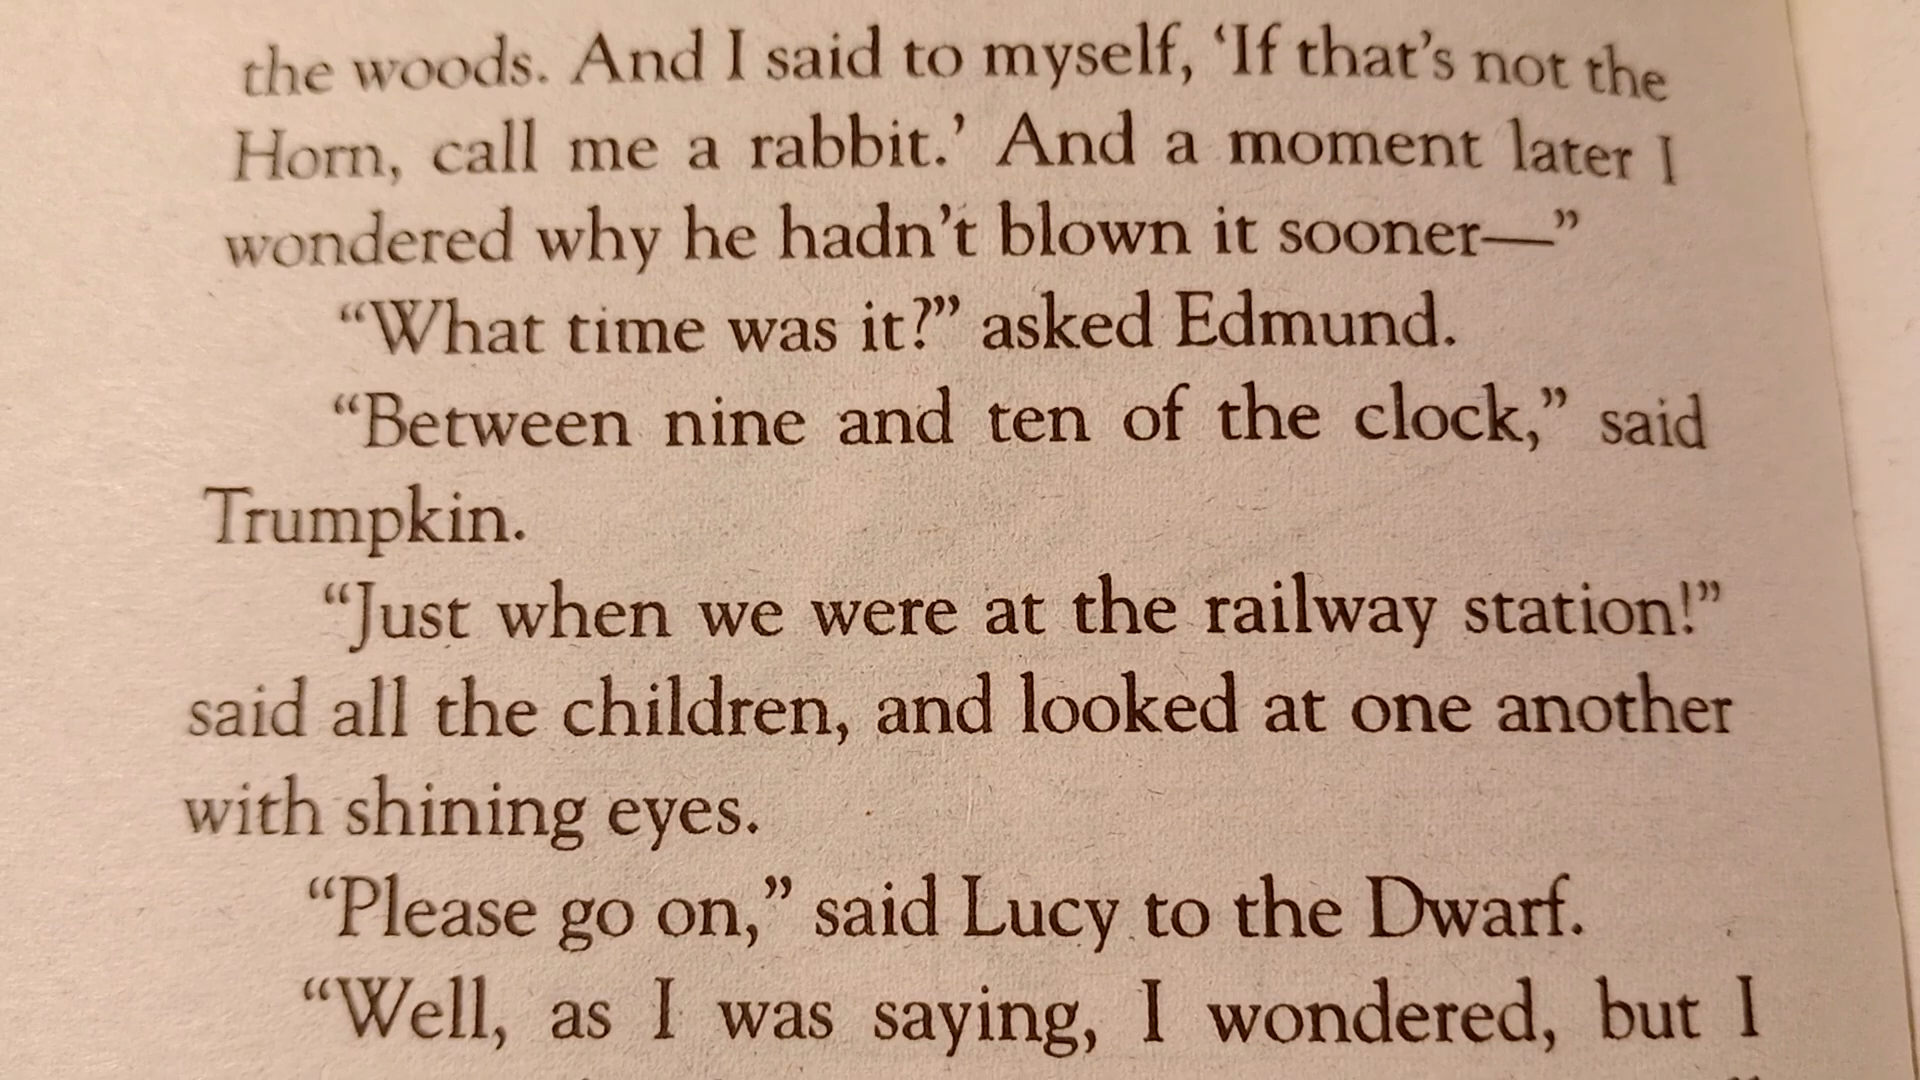 the woods. And I said to myself, ‘If that’s not the
Horn, call me a rabbit.’ And a moment later I
wondered why he hadn’t blown it sooner—”
“What time was it?” asked Edmund.
“Between nine and ten of the clock,” said
Trumpkin.
“Just when we were at the railway station!”
said all the children, and looked at one another
with shining eyes.
“Please go on,” said Lucy to the Dwarf.
“Well, as I was saying, I wondered, but I